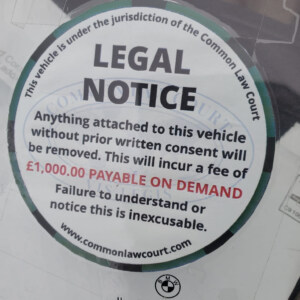 This vehicle is under the jurisdiction of the Common Law Court
LEGAL
NOTICE
Anything attached to this vehicle
without prior written consent will
be removed. This will incur a fee of
£1,000.00 PAYABLE ON DEMAND
Failure to understand or
notice this is inexcusable.
www.commonlawcourt.com